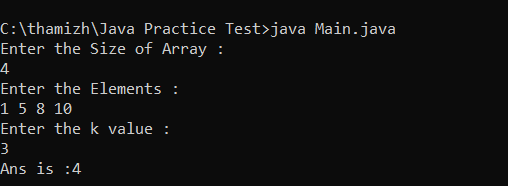 C:\thamizh\Java Practice Test>java Main.java
Enter the Size of Array :
4
Enter the Elements :
1 5 8 10
Enter the k value :
3
Ans is :4